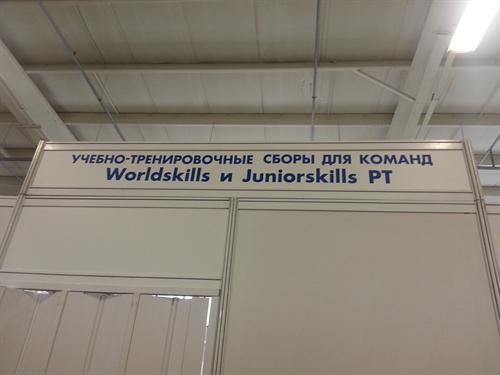 УЧЕБНО-ТРЕНИРОВОЧНЫЕ СБОРЫ ДЛЯ КОМАНД
Worldskills и Juniorskills РТ